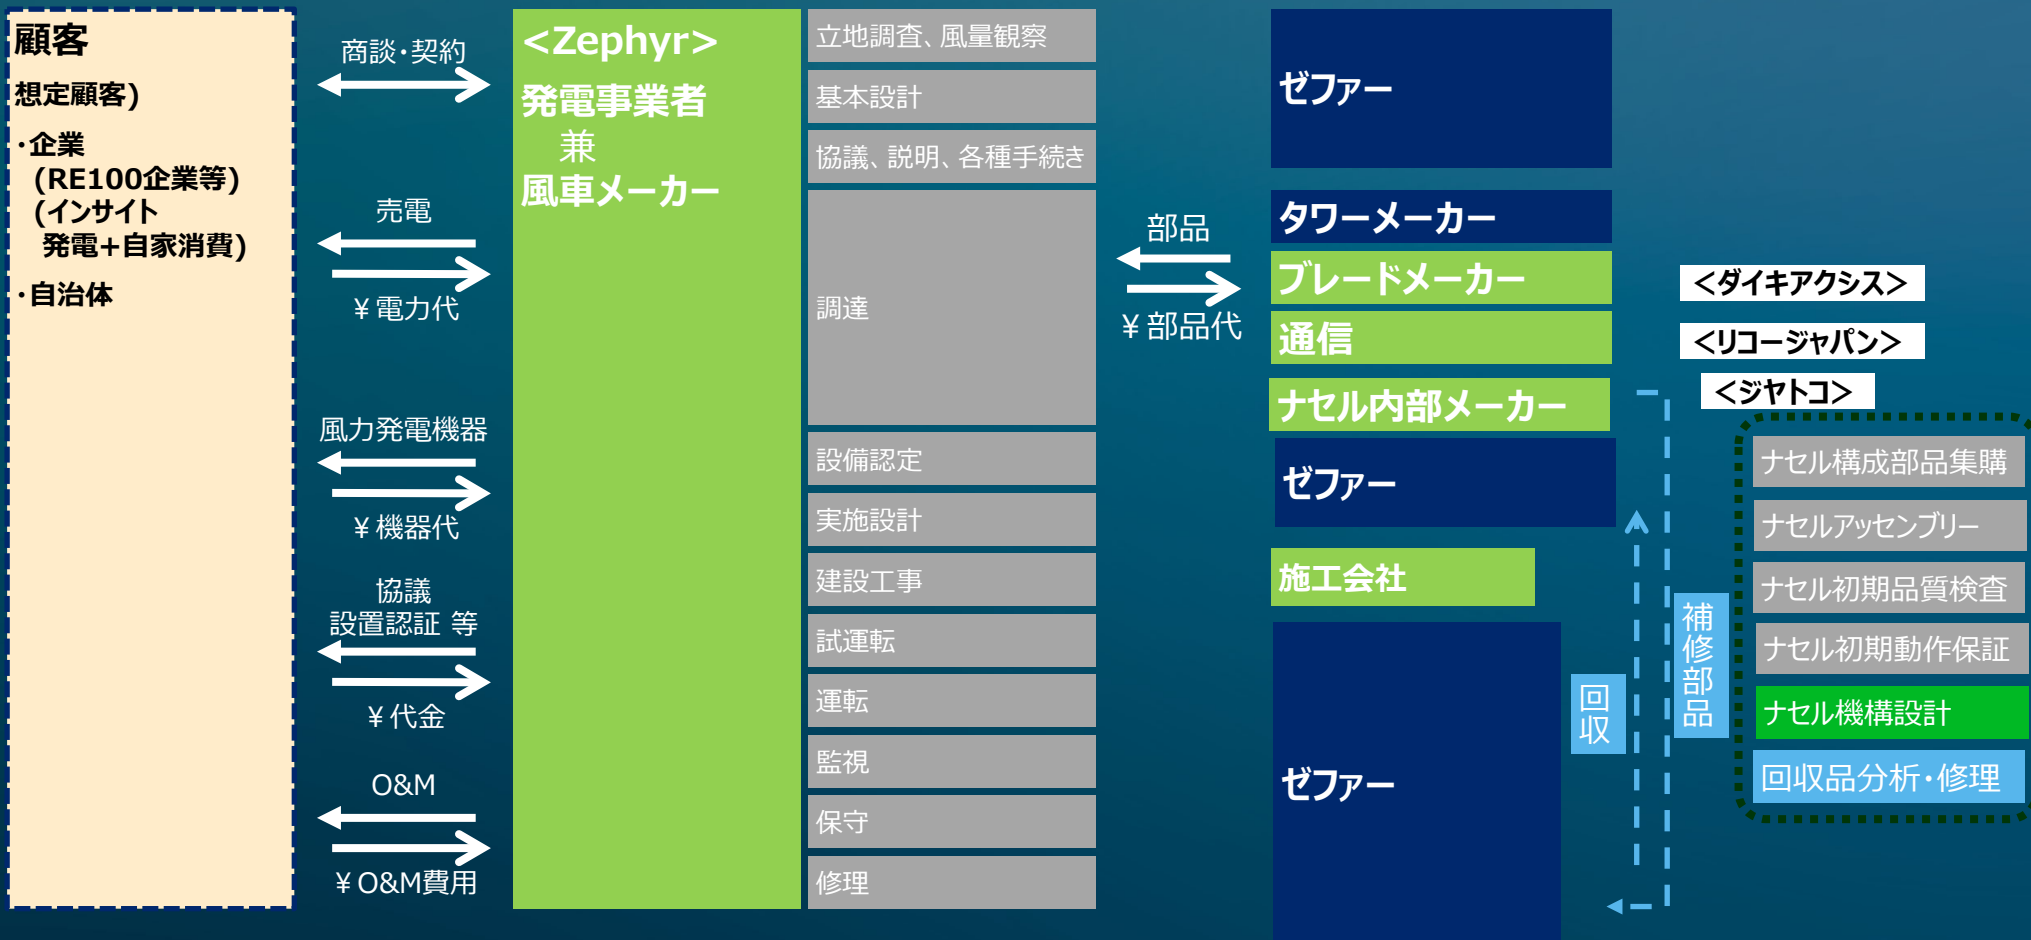 顧客
想定顧客)
・企業
(RE100企業等)
(インサイト
発電+自家消費)
・自治体
商談・契約
売電
¥電力代
風力発電機器
¥機器代
協議
設置認証 等
¥代金
O&M
¥O&M費用
<Zephyr>
発電事業者
兼
風車メーカー
立地調査、風量観察
基本設計
協議、説明、各種手続き
調達
設備認定
実施設計
建設工事
試運転
運転
監視
保守
修理
部品
¥部品代
ゼファー
タワーメーカー
ブレードメーカー
通信
ナセル内部メーカー
ゼファー
施工会社
ゼファー
回収
補修部品
<ダイキアクシス>
<リコージャパン>
<ジヤトコ>
ナセル構成部品集購
ナセルアッセンブリー
ナセル初期品質検査
ナセル初期動作保証
ナセル機構設計
回収品分析・修理